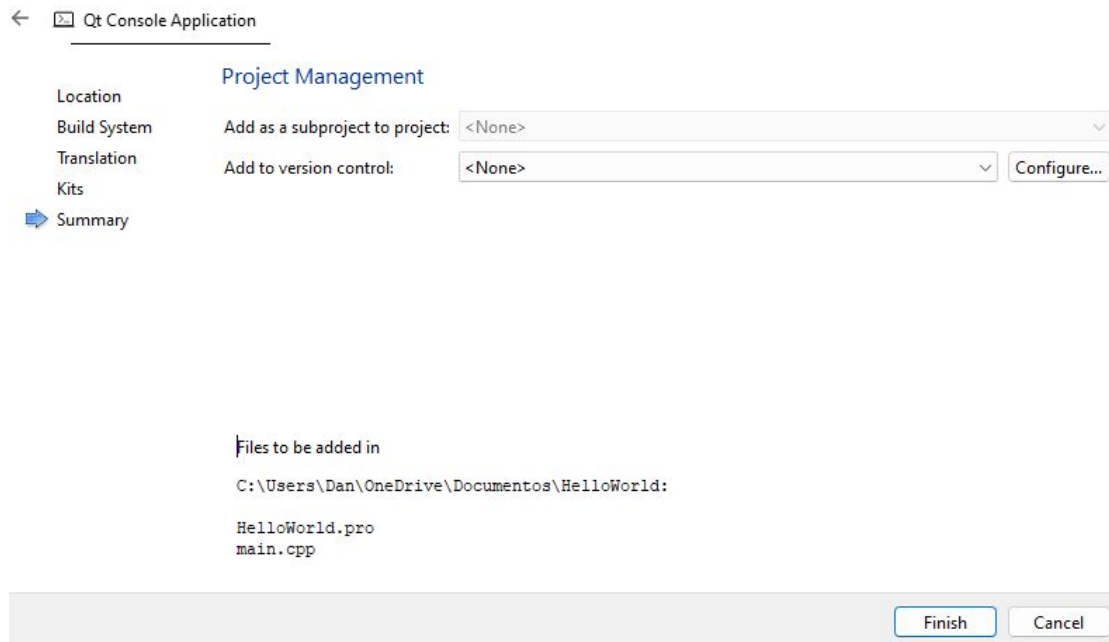 Qt Console Application
Project Management
Location
Build System
Translation
Kits
Summary
Add as a subproject to project: <None>
Add to version control: <None> Configure...
Files to be added in
C:\Users\Dan\OneDrive\Documentos\HelloWorld:
HelloWorld.pro
main.cpp
Finish Cancel